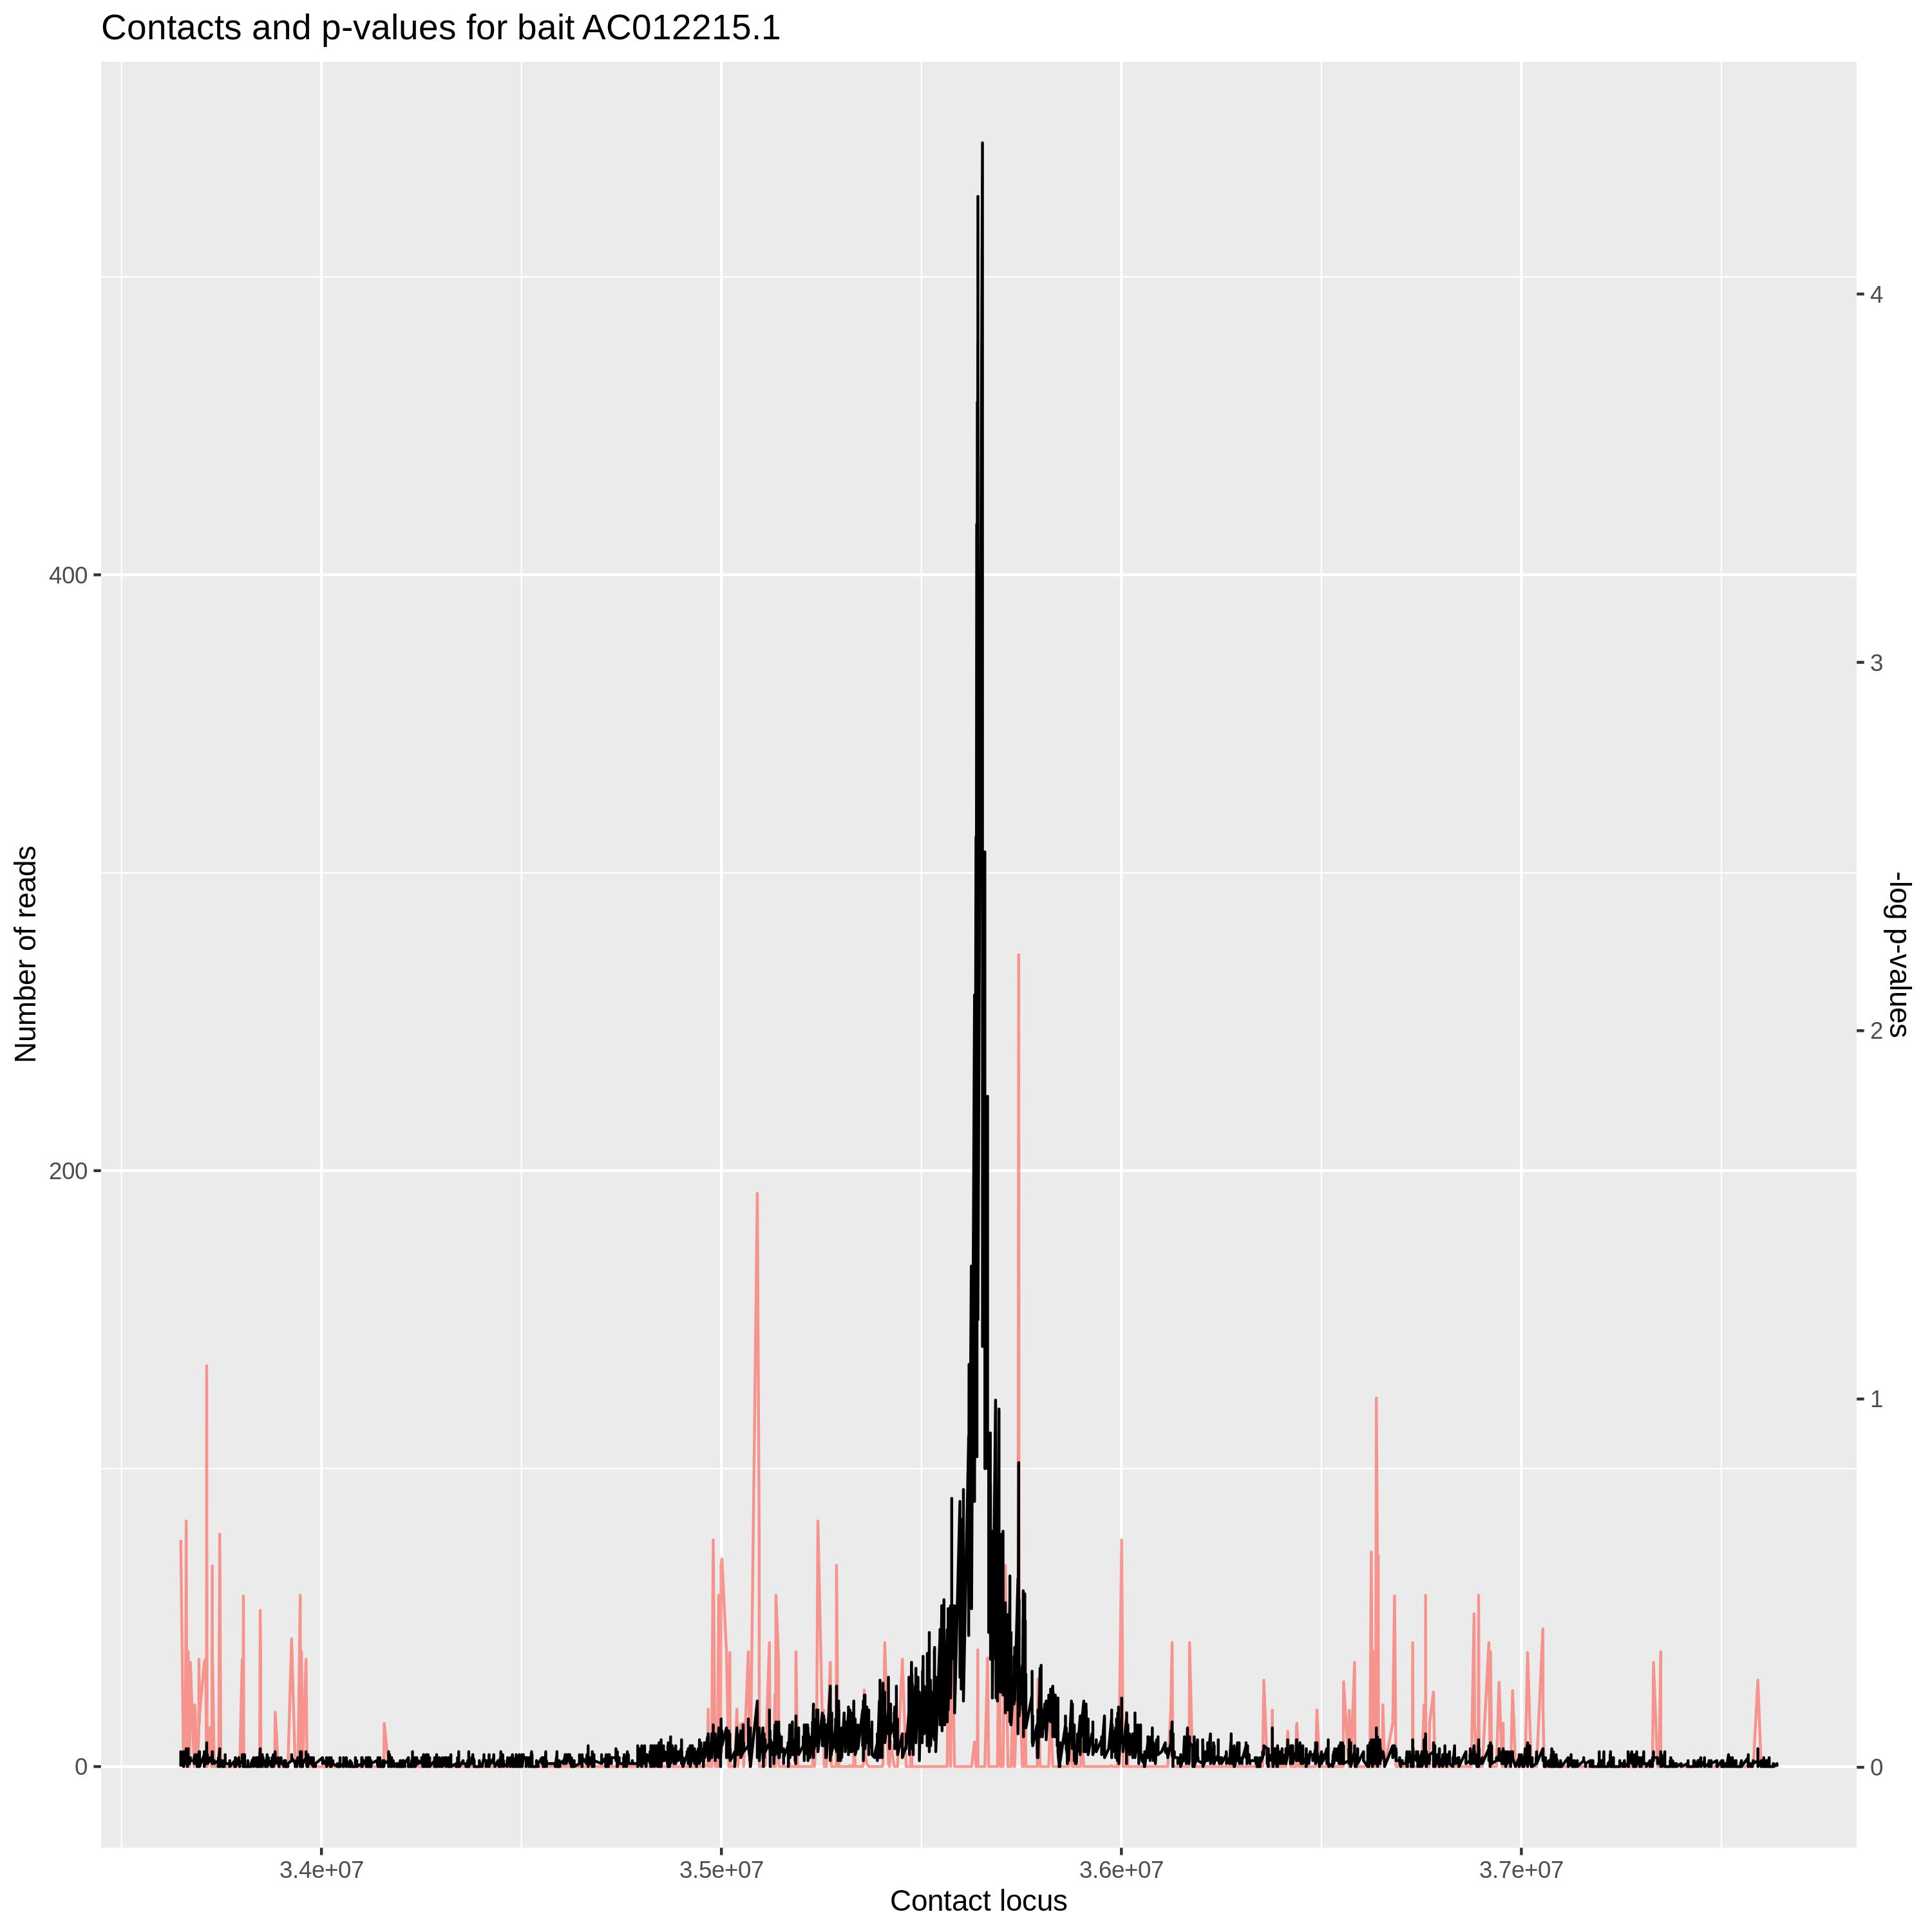 Contacts and p-values for bait AC012215.1
Number of reads
400
200
0
4
3
2
1
0
-log p-values
3.4e+07
3.5e+07
3.6e+07
3.7e+07
Contact locus